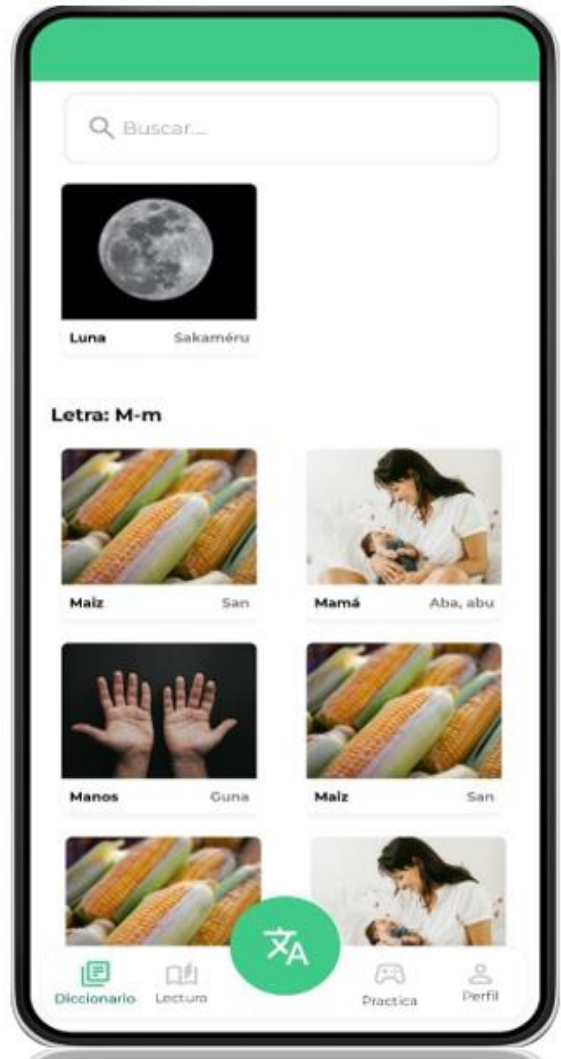 Buscar....
Luna Sakaméru
Letra: M-m
Maiz San
Mamá Aba, abu
Manos Guna
Maiz San
Diccionario Lectura Practica Perfil